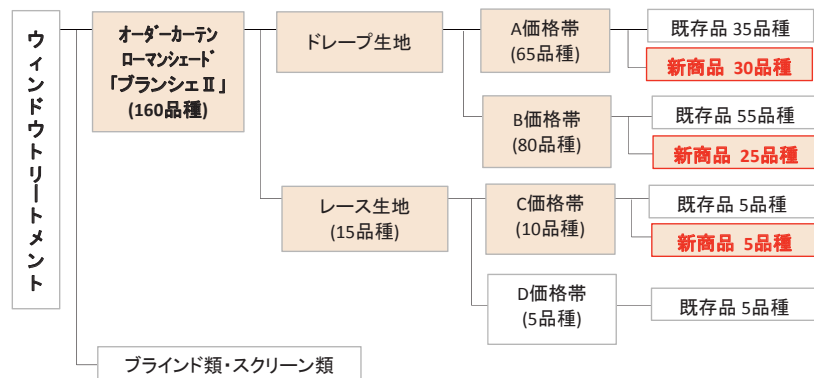 ウィンドウトリートメント
オーダーカーテン
ローマンシェード
「ブランシェⅡ」
(160品種)
ドレープ生地
A価格帯
(65品種)
既存品 35品種
新商品 30品種
B価格帯
(80品種)
既存品 55品種
新商品 25品種
レース生地
(15品種)
C価格帯
(10品種)
既存品 5品種
新商品 5品種
D価格帯
(5品種)
既存品 5品種
ブラインド類・スクリーン類